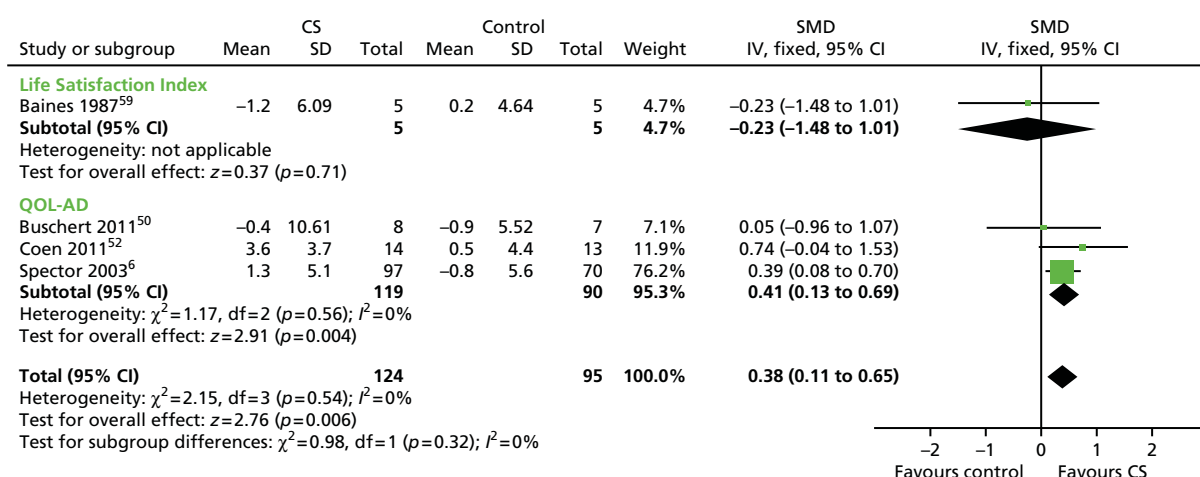 CS Control SMD SMD
Study or subgroup Mean SD Total Mean SD Total Weight IV, fixed, 95% CI IV, fixed, 95% CI
Life Satisfaction Index
Baines 1987⁵⁹ −1.2 6.09 5 0.2 4.64 5 4.7% −0.23 (−1.48 to 1.01)
Subtotal (95% CI) 5 5 4.7% −0.23 (−1.48 to 1.01)
Heterogeneity: not applicable
Test for overall effect: z=0.37 (p=0.71)
QOL-AD
Buschert 2011⁵⁰ −0.4 10.61 8 −0.9 5.52 7 7.1% 0.05 (−0.96 to 1.07)
Coen 2011⁵² 3.6 3.7 14 0.5 4.4 13 11.9% 0.74 (−0.04 to 1.53)
Spector 2003⁶ 1.3 5.1 97 −0.8 5.6 70 76.2% 0.39 (0.08 to 0.70)
Subtotal (95% CI) 119 90 95.3% 0.41 (0.13 to 0.69)
Heterogeneity: χ²=1.17, df=2 (p=0.56); I²=0%
Test for overall effect: z=2.91 (p=0.004)
Total (95% CI) 124 95 100.0% 0.38 (0.11 to 0.65)
Heterogeneity: χ²=2.15, df=3 (p=0.54); I²=0%
Test for overall effect: z=2.76 (p=0.006)
Test for subgroup differences: χ²=0.98, df=1 (p=0.32); I²=0%
−2 −1 0 1 2
Favours control Favours CS